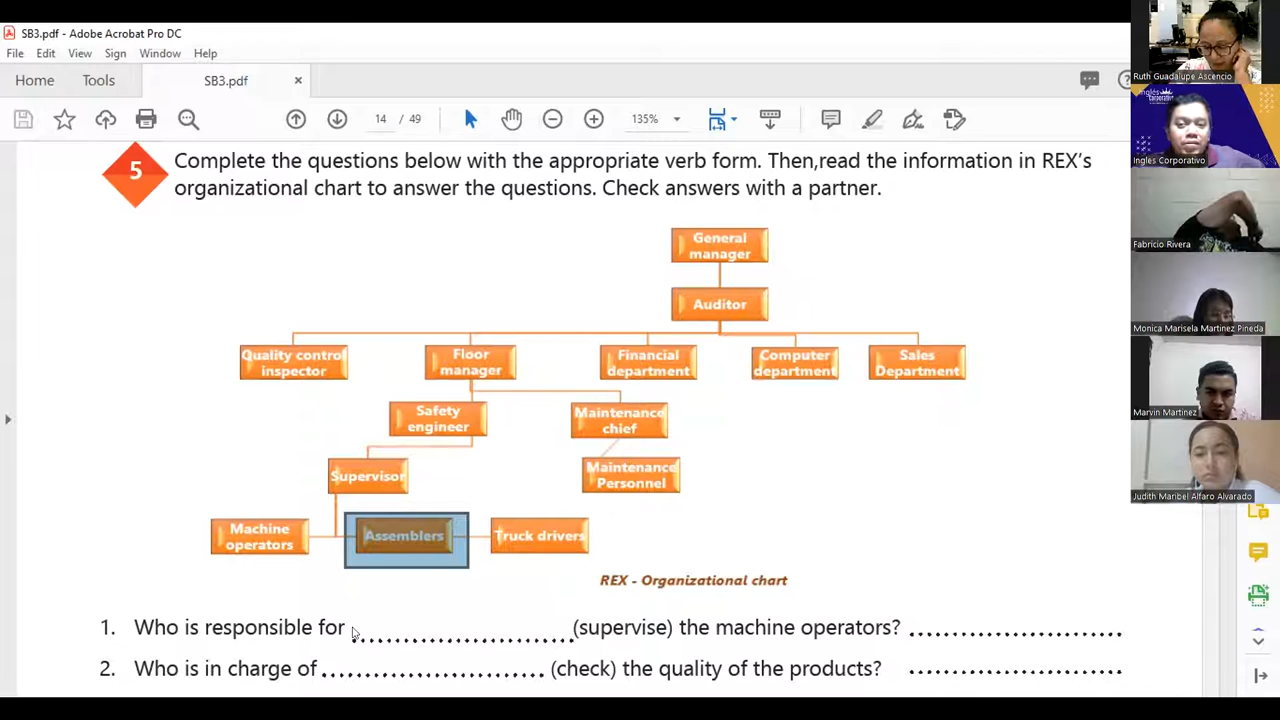 SB3.pdf - Adobe Acrobat Pro DC
File Edit View Sign Window Help
Home Tools SB3.pdf ×
14 / 49 135%
5 Complete the questions below with the appropriate verb form. Then,read the information in REX's
organizational chart to answer the questions. Check answers with a partner.
General
manager
Auditor
Quality control
inspector
Floor
manager
Financial
department
Computer
department
Sales
Department
Safety
engineer
Maintenance
chief
Supervisor
Maintenance
Personnel
Machine
operators
Assemblers
Truck drivers
REX - Organizational chart
1. Who is responsible for ........................ (supervise) the machine operators? ........................
2. Who is in charge of ........................ (check) the quality of the products? ........................
Ruth Guadalupe Ascencio
Inglés
Corporativo
Ingles Corporativo
Fabricio Rivera
Monica Marisela Martinez Pineda
Marvin Martinez
Judith Maribel Alfaro Alvarado